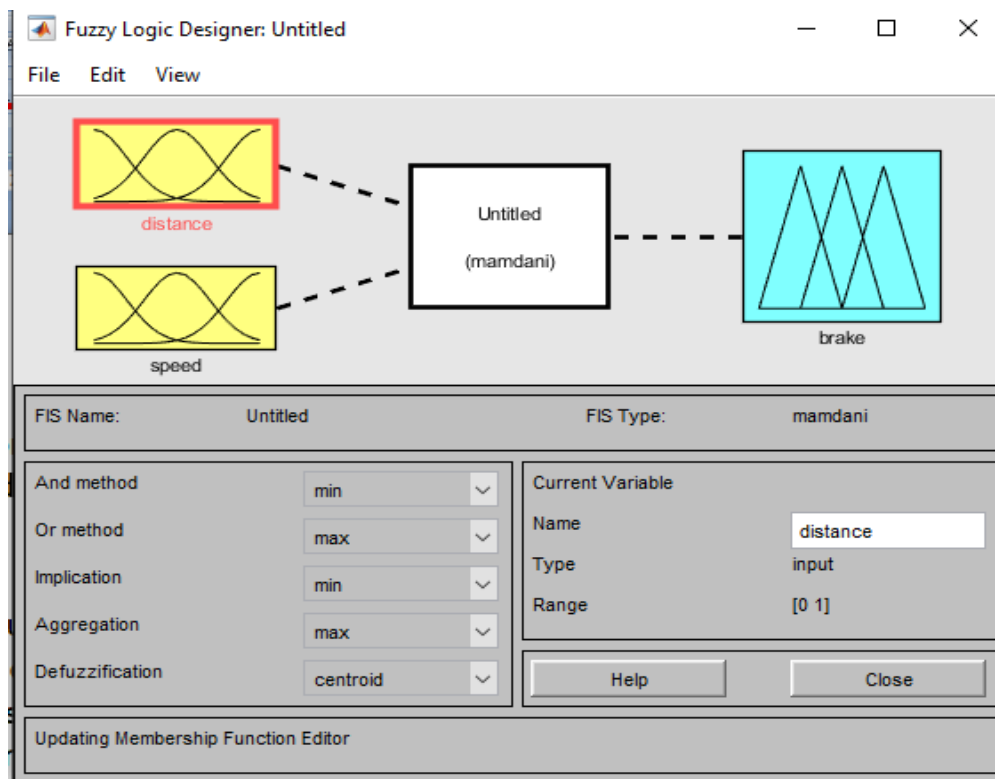 Fuzzy Logic Designer: Untitled
File Edit View
distance
speed
Untitled
(mamdani)
brake
FIS Name: Untitled FIS Type: mamdani
And method min
Or method max
Implication min
Aggregation max
Defuzzification centroid
Current Variable
Name distance
Type input
Range [0 1]
Help Close
Updating Membership Function Editor